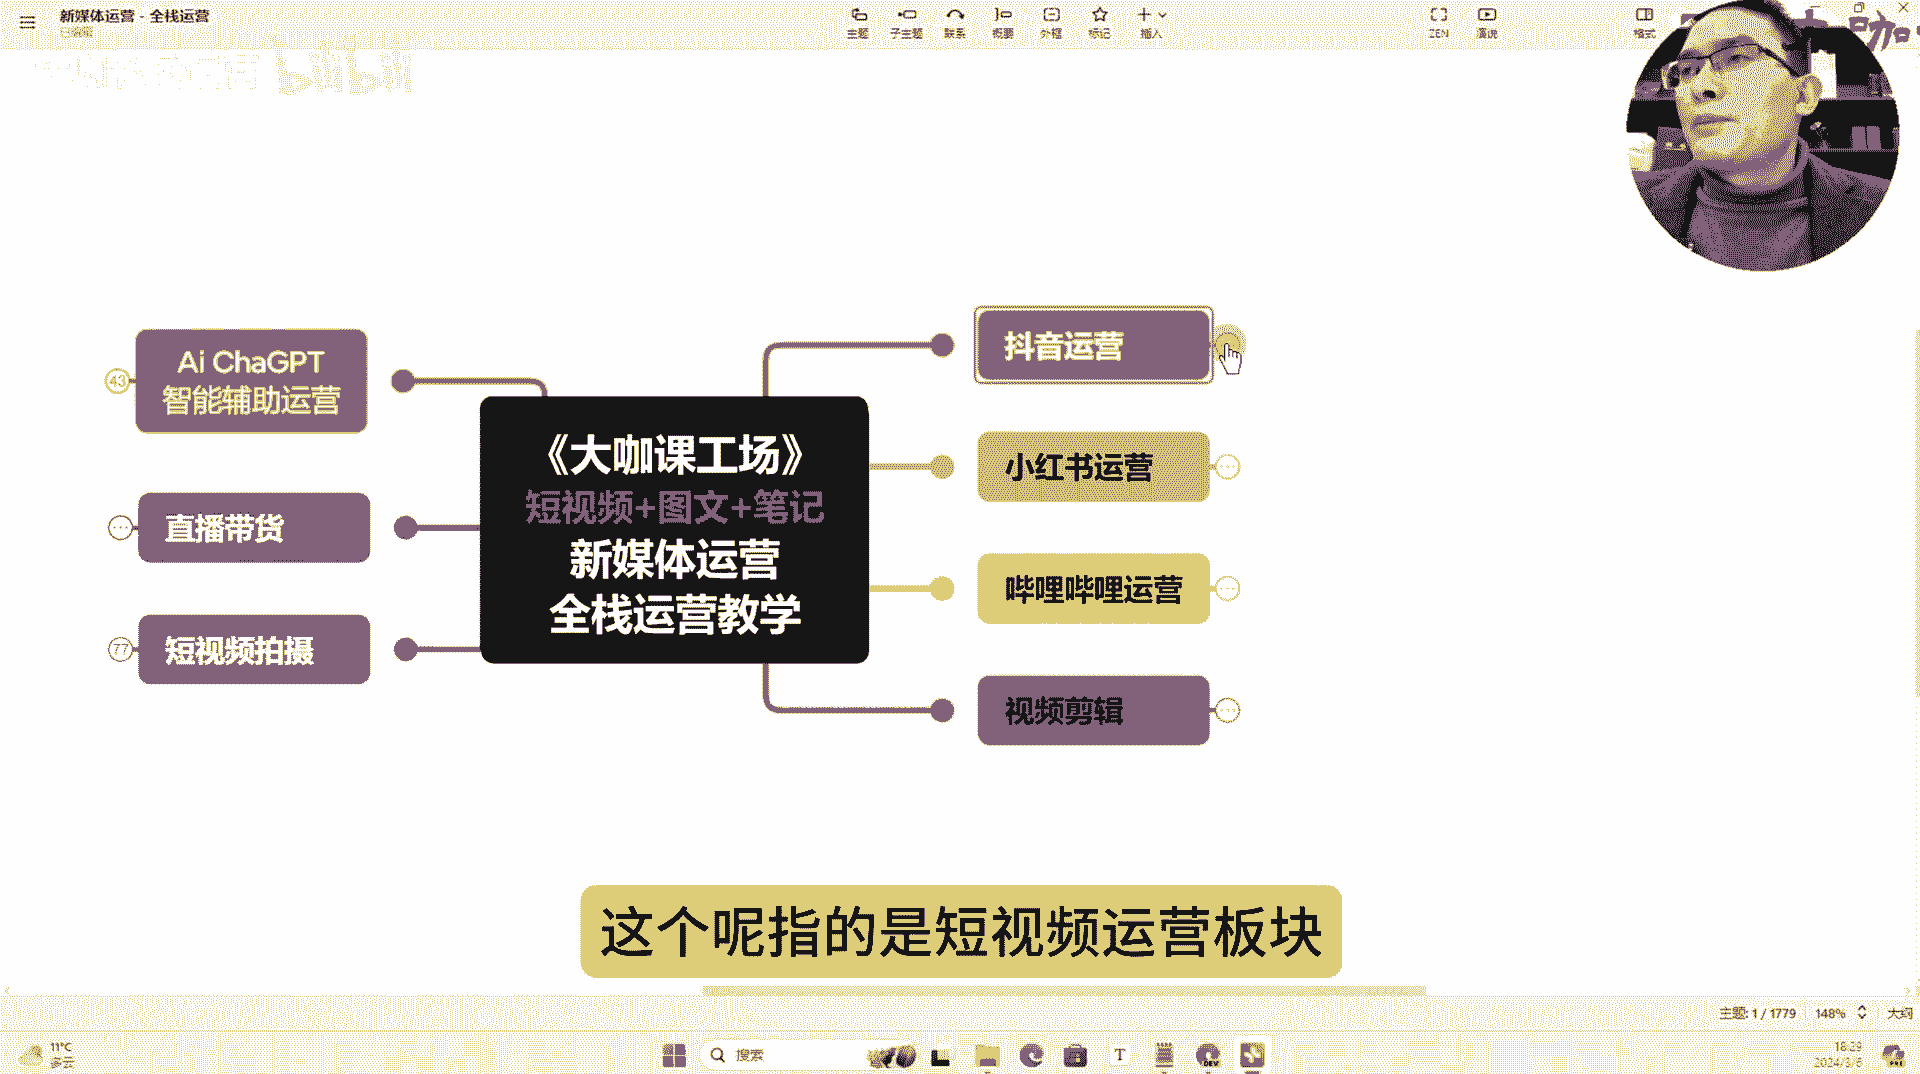 新媒体运营 - 全栈运营
已编辑
主题
子主题
联系
概要
外框
标记
插入
ZEN
演说
格式
43
Ai ChaGPT
智能辅助运营
直播带货
77
短视频拍摄
《大咖课工场》
短视频+图文+笔记
新媒体运营
全栈运营教学
抖音运营
小红书运营
哔哩哔哩运营
视频剪辑
这个呢指的是短视频运营板块
主题: 1 / 1779
148%
大纲
11°C
多云
搜索
18:29
2024/3/6